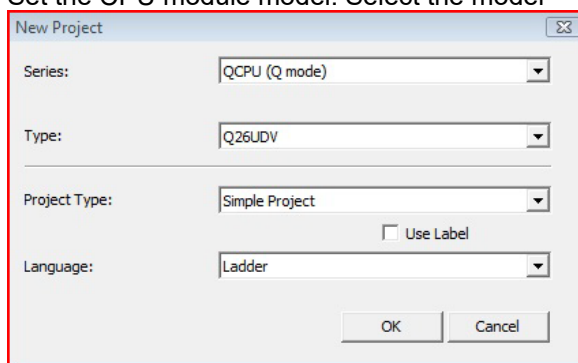 Set the CPU module model. Select the model
New Project
Series: QCPU (Q mode)
Type: Q26UDV
Project Type: Simple Project
Use Label
Language: Ladder
OK Cancel